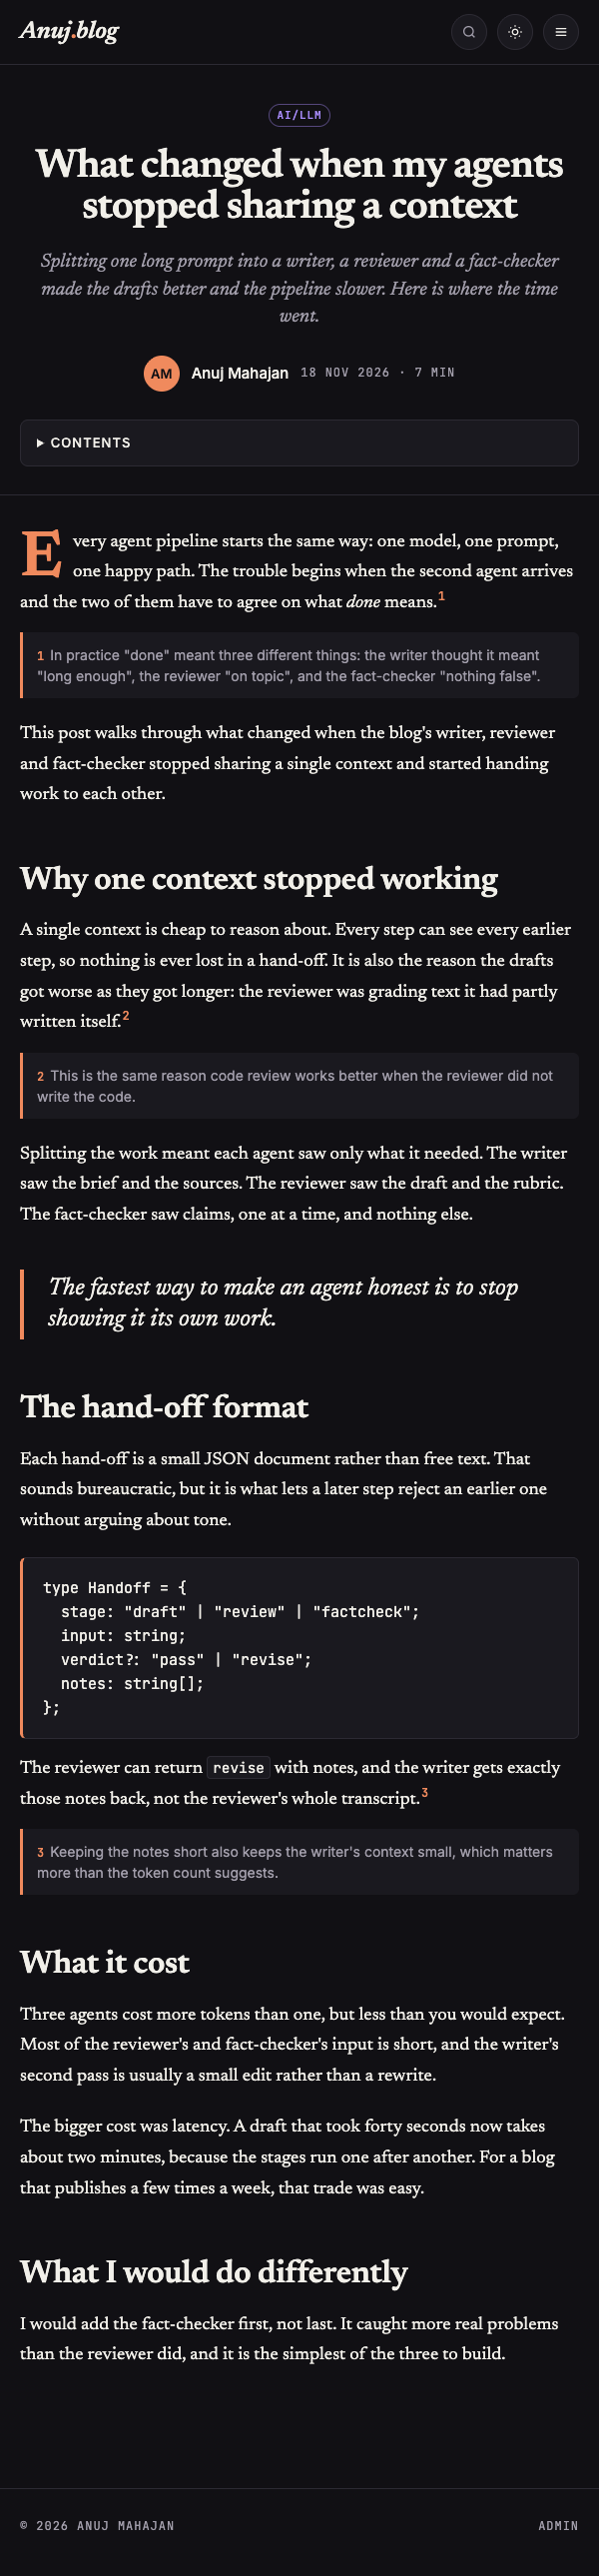 Anuj.blog
AI/LLM
What changed when my agents
stopped sharing a context
Splitting one long prompt into a writer, a reviewer and a fact-checker
made the drafts better and the pipeline slower. Here is where the time
went.
AM Anuj Mahajan 18 NOV 2026 · 7 MIN
CONTENTS
Every agent pipeline starts the same way: one model, one prompt,
one happy path. The trouble begins when the second agent arrives
and the two of them have to agree on what done means.1
1 In practice "done" meant three different things: the writer thought it meant
"long enough", the reviewer "on topic", and the fact-checker "nothing false".
This post walks through what changed when the blog's writer, reviewer
and fact-checker stopped sharing a single context and started handing
work to each other.
Why one context stopped working
A single context is cheap to reason about. Every step can see every earlier
step, so nothing is ever lost in a hand-off. It is also the reason the drafts
got worse as they got longer: the reviewer was grading text it had partly
written itself.2
2 This is the same reason code review works better when the reviewer did not
write the code.
Splitting the work meant each agent saw only what it needed. The writer
saw the brief and the sources. The reviewer saw the draft and the rubric.
The fact-checker saw claims, one at a time, and nothing else.
The fastest way to make an agent honest is to stop
showing it its own work.
The hand-off format
Each hand-off is a small JSON document rather than free text. That
sounds bureaucratic, but it is what lets a later step reject an earlier one
without arguing about tone.
type Handoff = {
  stage: "draft" | "review" | "factcheck";
  input: string;
  verdict?: "pass" | "revise";
  notes: string[];
};
The reviewer can return revise with notes, and the writer gets exactly
those notes back, not the reviewer's whole transcript.3
3 Keeping the notes short also keeps the writer's context small, which matters
more than the token count suggests.
What it cost
Three agents cost more tokens than one, but less than you would expect.
Most of the reviewer's and fact-checker's input is short, and the writer's
second pass is usually a small edit rather than a rewrite.
The bigger cost was latency. A draft that took forty seconds now takes
about two minutes, because the stages run one after another. For a blog
that publishes a few times a week, that trade was easy.
What I would do differently
I would add the fact-checker first, not last. It caught more real problems
than the reviewer did, and it is the simplest of the three to build.
© 2026 ANUJ MAHAJAN
ADMIN